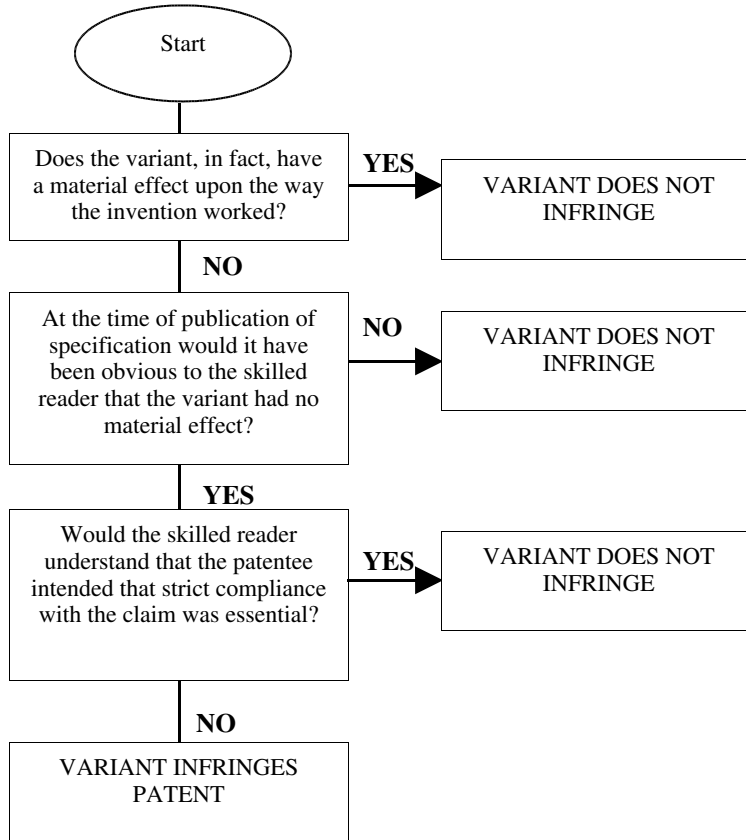 Start
Does the variant, in fact, have
a material effect upon the way
the invention worked?
YES
VARIANT DOES NOT
INFRINGE
NO
At the time of publication of
specification would it have
been obvious to the skilled
reader that the variant had no
material effect?
NO
VARIANT DOES NOT
INFRINGE
YES
Would the skilled reader
understand that the patentee
intended that strict compliance
with the claim was essential?
YES
VARIANT DOES NOT
INFRINGE
NO
VARIANT INFRINGES
PATENT